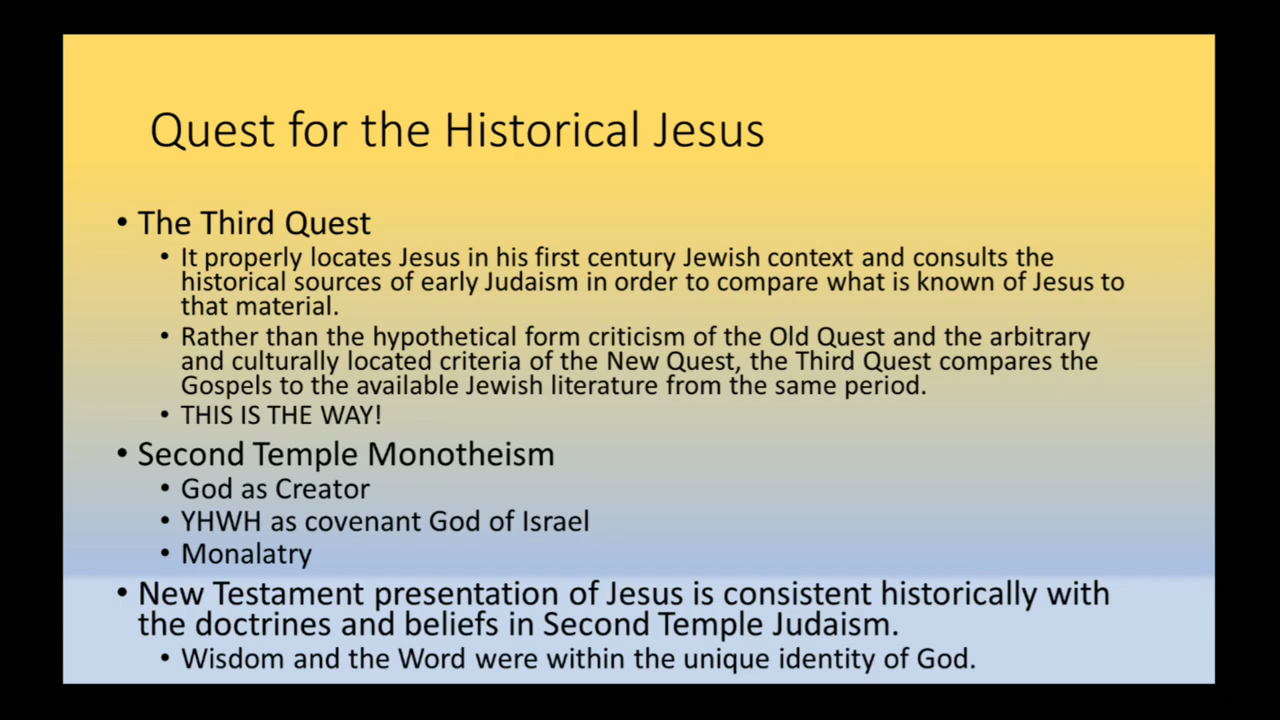 Quest for the Historical Jesus
• The Third Quest
• It properly locates Jesus in his first century Jewish context and consults the
historical sources of early Judaism in order to compare what is known of Jesus to
that material.
• Rather than the hypothetical form criticism of the Old Quest and the arbitrary
and culturally located criteria of the New Quest, the Third Quest compares the
Gospels to the available Jewish literature from the same period.
• THIS IS THE WAY!
• Second Temple Monotheism
• God as Creator
• YHWH as covenant God of Israel
• Monalatry
• New Testament presentation of Jesus is consistent historically with
the doctrines and beliefs in Second Temple Judaism.
• Wisdom and the Word were within the unique identity of God.